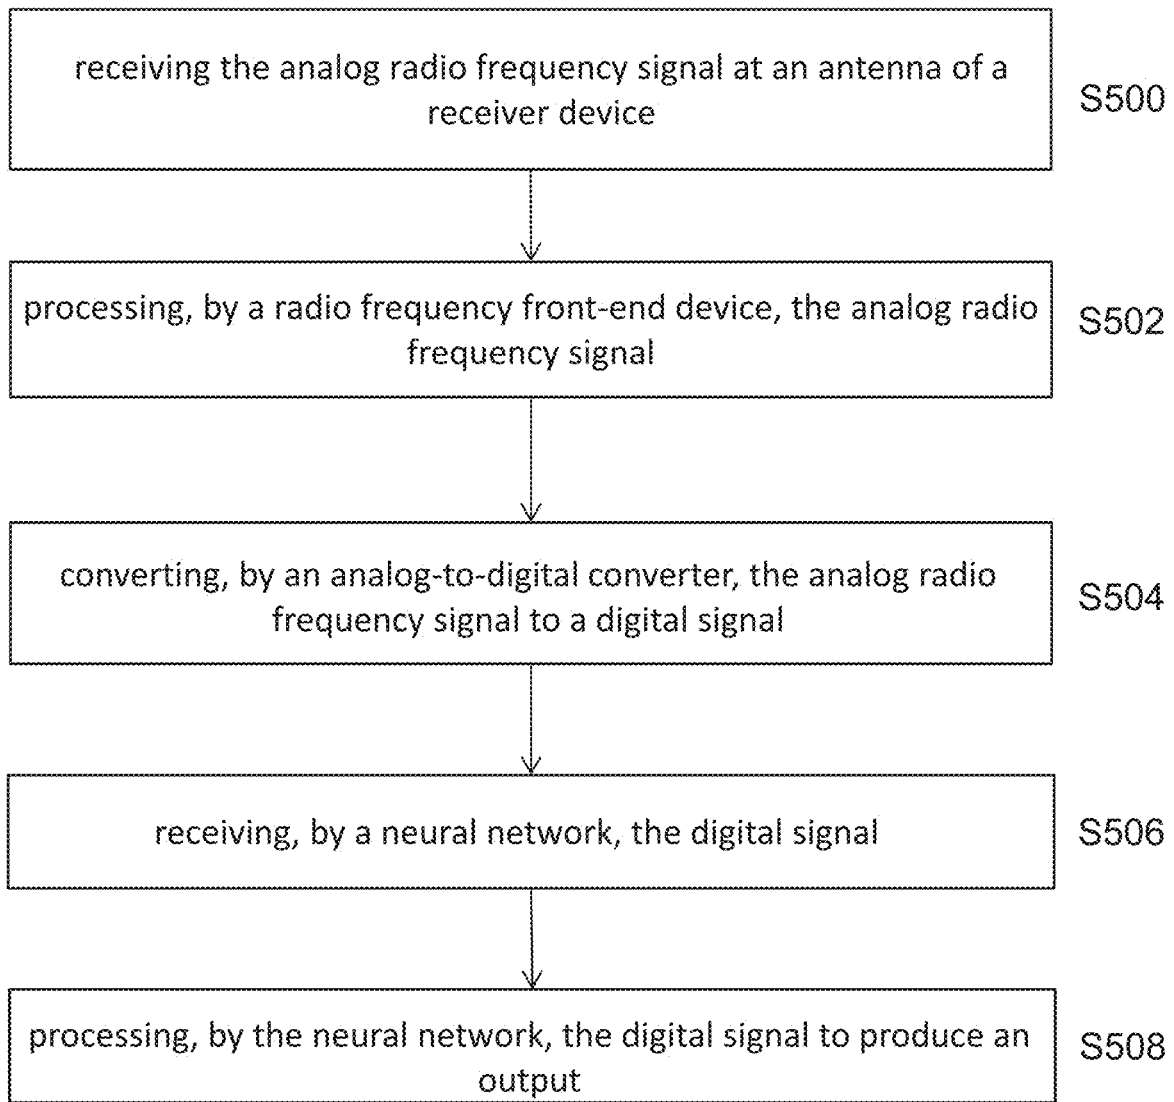 receiving the analog radio frequency signal at an antenna of a
receiver device
S500
processing, by a radio frequency front-end device, the analog radio
frequency signal
S502
converting, by an analog-to-digital converter, the analog radio
frequency signal to a digital signal
S504
receiving, by a neural network, the digital signal
S506
processing, by the neural network, the digital signal to produce an
output
S508